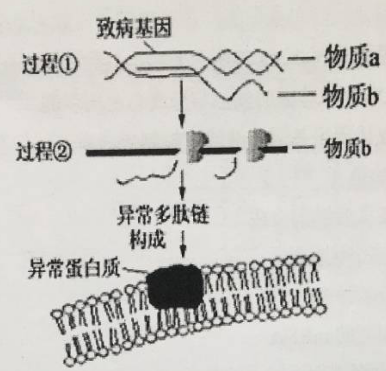 致病基因
过程① 物质a
物质b
过程② 物质b
异常多肽链
构成
异常蛋白质